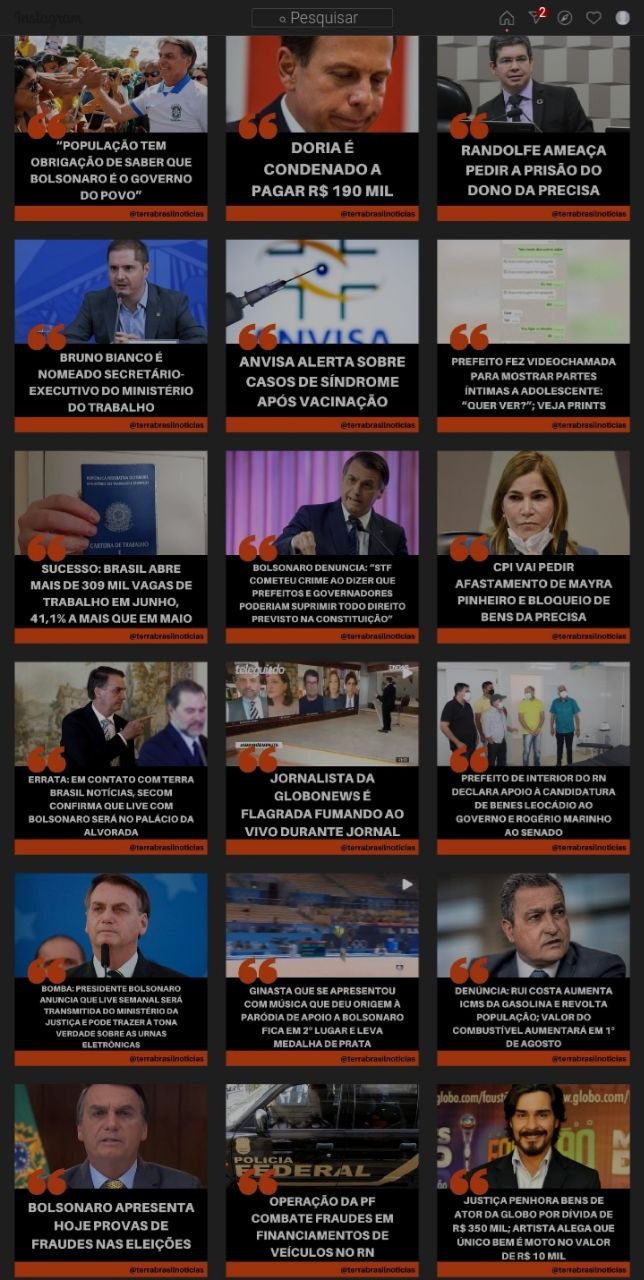 Instagram
Pesquisar
2
“POPULAÇÃO TEM
OBRIGAÇÃO DE SABER QUE
BOLSONARO É O GOVERNO
DO POVO”
@terrabrasilnoticias
DORIA É
CONDENADO A
PAGAR R$ 190 MIL
@terrabrasilnoticias
RANDOLFE AMEAÇA
PEDIR A PRISÃO DO
DONO DA PRECISA
@terrabrasilnoticias
BRUNO BIANCO É
NOMEADO SECRETÁRIO-
EXECUTIVO DO MINISTÉRIO
DO TRABALHO
@terrabrasilnoticias
ANVISA
ANVISA ALERTA SOBRE
CASOS DE SÍNDROME
APÓS VACINAÇÃO
@terrabrasilnoticias
PREFEITO FEZ VIDEOCHAMADA
PARA MOSTRAR PARTES
ÍNTIMAS A ADOLESCENTE:
“QUER VER?”; VEJA PRINTS
@terrabrasilnoticias
CARTEIRA DE TRABALHO
SUCESSO: BRASIL ABRE
MAIS DE 309 MIL VAGAS DE
TRABALHO EM JUNHO,
41,1% A MAIS QUE EM MAIO
@terrabrasilnoticias
BOLSONARO DENUNCIA: “STF
COMETEU CRIME AO DIZER QUE
PREFEITOS E GOVERNADORES
PODERIAM SUPRIMIR TODO DIREITO
PREVISTO NA CONSTITUIÇÃO”
@terrabrasilnoticias
CPI VAI PEDIR
AFASTAMENTO DE MAYRA
PINHEIRO E BLOQUEIO DE
BENS DA PRECISA
@terrabrasilnoticias
ERRATA: EM CONTATO COM TERRA
BRASIL NOTÍCIAS, SECOM
CONFIRMA QUE LIVE COM
BOLSONARO SERÁ NO PALÁCIO DA
ALVORADA
@terrabrasilnoticias
teleguiado
JORNALISTA DA
GLOBONEWS É
FLAGRADA FUMANDO AO
VIVO DURANTE JORNAL
@terrabrasilnoticias
PREFEITO DE INTERIOR DO RN
DECLARA APOIO À CANDIDATURA
DE BENES LEOCÁDIO AO
GOVERNO E ROGÉRIO MARINHO
AO SENADO
@terrabrasilnoticias
BOMBA: PRESIDENTE BOLSONARO
ANUNCIA QUE LIVE SEMANAL SERÁ
TRANSMITIDA DO MINISTÉRIO DA
JUSTIÇA E PODE TRAZER À TONA
VERDADE SOBRE AS URNAS
ELETRÔNICAS
@terrabrasilnoticias
GINASTA QUE SE APRESENTOU
COM MÚSICA QUE DEU ORIGEM À
PARÓDIA DE APOIO A BOLSONARO
FICA EM 2º LUGAR E LEVA
MEDALHA DE PRATA
@terrabrasilnoticias
DENÚNCIA: RUI COSTA AUMENTA
ICMS DA GASOLINA E REVOLTA
POPULAÇÃO; VALOR DO
COMBUSTÍVEL AUMENTARÁ EM 1º
DE AGOSTO
@terrabrasilnoticias
BOLSONARO APRESENTA
HOJE PROVAS DE
FRAUDES NAS ELEIÇÕES
@terrabrasilnoticias
POLICIA
FEDERAL
OPERAÇÃO DA PF
COMBATE FRAUDES EM
FINANCIAMENTOS DE
VEÍCULOS NO RN
@terrabrasilnoticias
globo.com/faustã
www.globo.com/
JUSTIÇA PENHORA BENS DE
ATOR DA GLOBO POR DÍVIDA DE
R$ 350 MIL; ARTISTA ALEGA QUE
ÚNICO BEM É MOTO NO VALOR
DE R$ 10 MIL
@terrabrasilnoticias